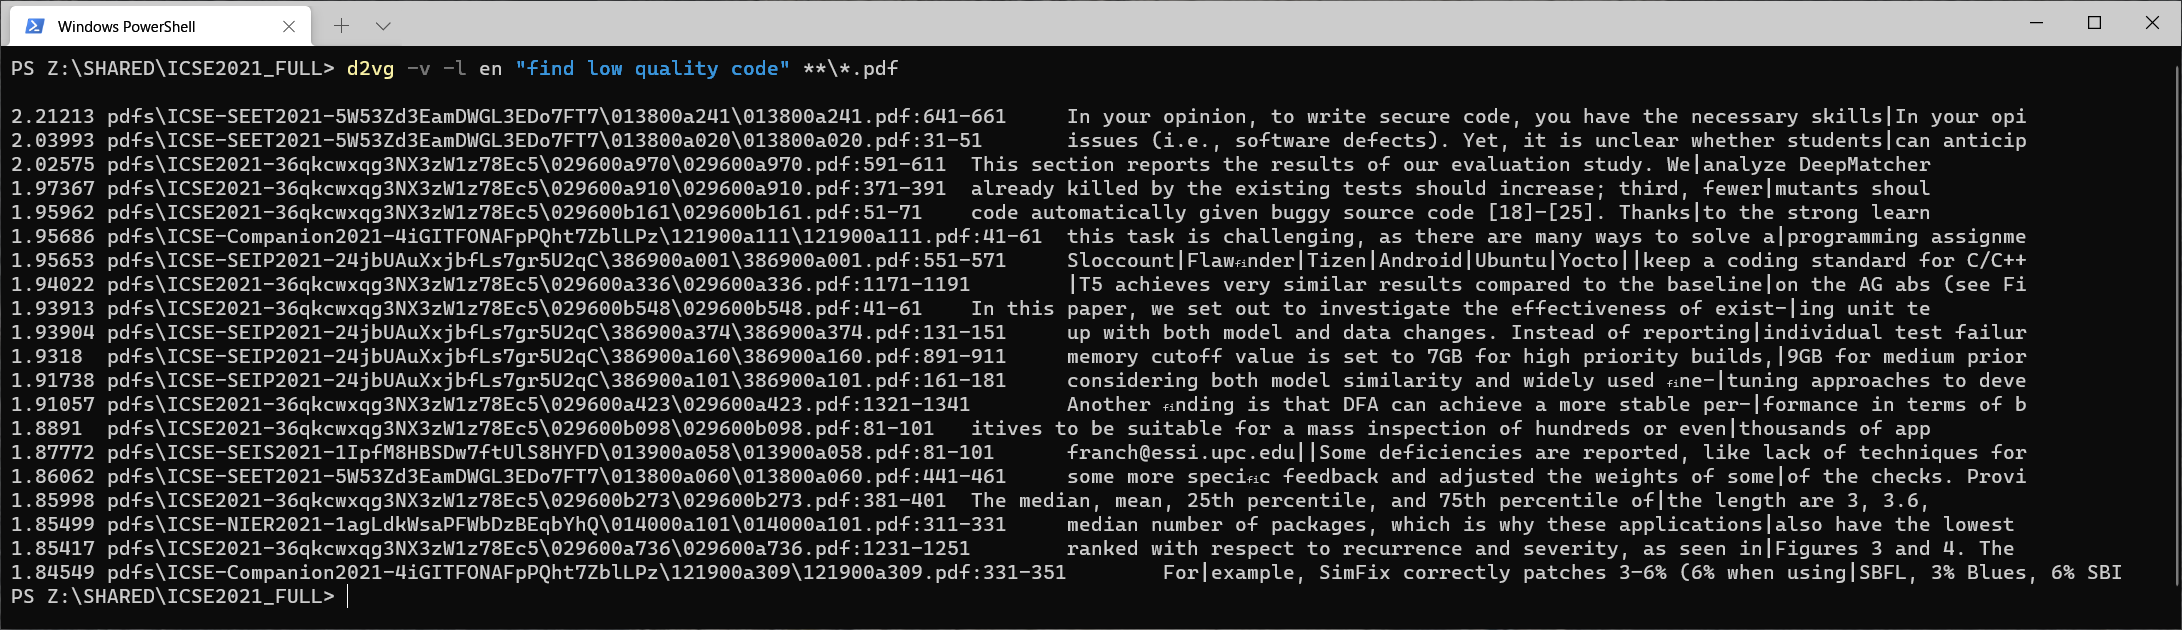 Windows PowerShell
PS Z:\SHARED\ICSE2021_FULL> d2vg -v -l en "find low quality code" **\*.pdf
2.21213 pdfs\ICSE-SEET2021-5W53Zd3EamDWGL3EDo7FT7\013800a241\013800a241.pdf:641-661 In your opinion, to write secure code, you have the necessary skills|In your opi
2.03993 pdfs\ICSE-SEET2021-5W53Zd3EamDWGL3EDo7FT7\013800a020\013800a020.pdf:31-51 issues (i.e., software defects). Yet, it is unclear whether students|can anticip
2.02575 pdfs\ICSE2021-36qkcwxqg3NX3zW1z78Ec5\029600a970\029600a970.pdf:591-611 This section reports the results of our evaluation study. We|analyze DeepMatcher
1.97367 pdfs\ICSE2021-36qkcwxqg3NX3zW1z78Ec5\029600a910\029600a910.pdf:371-391 already killed by the existing tests should increase; third, fewer|mutants shoul
1.95962 pdfs\ICSE2021-36qkcwxqg3NX3zW1z78Ec5\029600b161\029600b161.pdf:51-71 code automatically given buggy source code [18]-[25]. Thanks|to the strong learn
1.95686 pdfs\ICSE-Companion2021-4iGITFONAFpPQht7ZblLPz\121900a111\121900a111.pdf:41-61 this task is challenging, as there are many ways to solve a|programming assignme
1.95653 pdfs\ICSE-SEIP2021-24jbUAuXxjbfLs7gr5U2qC\386900a001\386900a001.pdf:551-571 Sloccount|Flawfinder|Tizen|Android|Ubuntu|Yocto||keep a coding standard for C/C++
1.94022 pdfs\ICSE2021-36qkcwxqg3NX3zW1z78Ec5\029600a336\029600a336.pdf:1171-1191 |T5 achieves very similar results compared to the baseline|on the AG abs (see Fi
1.93913 pdfs\ICSE2021-36qkcwxqg3NX3zW1z78Ec5\029600b548\029600b548.pdf:41-61 In this paper, we set out to investigate the effectiveness of exist-|ing unit te
1.93904 pdfs\ICSE-SEIP2021-24jbUAuXxjbfLs7gr5U2qC\386900a374\386900a374.pdf:131-151 up with both model and data changes. Instead of reporting|individual test failur
1.9318 pdfs\ICSE-SEIP2021-24jbUAuXxjbfLs7gr5U2qC\386900a160\386900a160.pdf:891-911 memory cutoff value is set to 7GB for high priority builds,|9GB for medium prior
1.91738 pdfs\ICSE-SEIP2021-24jbUAuXxjbfLs7gr5U2qC\386900a101\386900a101.pdf:161-181 considering both model similarity and widely used fine-|tuning approaches to deve
1.91057 pdfs\ICSE2021-36qkcwxqg3NX3zW1z78Ec5\029600a423\029600a423.pdf:1321-1341 Another finding is that DFA can achieve a more stable per-|formance in terms of b
1.8891 pdfs\ICSE2021-36qkcwxqg3NX3zW1z78Ec5\029600b098\029600b098.pdf:81-101 itives to be suitable for a mass inspection of hundreds or even|thousands of app
1.87772 pdfs\ICSE-SEIS2021-1IpfM8HBSDw7ftUlS8HYFD\013900a058\013900a058.pdf:81-101 franch@essi.upc.edu||Some deficiencies are reported, like lack of techniques for
1.86062 pdfs\ICSE-SEET2021-5W53Zd3EamDWGL3EDo7FT7\013800a060\013800a060.pdf:441-461 some more specific feedback and adjusted the weights of some|of the checks. Provi
1.85998 pdfs\ICSE2021-36qkcwxqg3NX3zW1z78Ec5\029600b273\029600b273.pdf:381-401 The median, mean, 25th percentile, and 75th percentile of|the length are 3, 3.6,
1.85499 pdfs\ICSE-NIER2021-1agLdkWsaPFWbDzBEqbYhQ\014000a101\014000a101.pdf:311-331 median number of packages, which is why these applications|also have the lowest
1.85417 pdfs\ICSE2021-36qkcwxqg3NX3zW1z78Ec5\029600a736\029600a736.pdf:1231-1251 ranked with respect to recurrence and severity, as seen in|Figures 3 and 4. The
1.84549 pdfs\ICSE-Companion2021-4iGITFONAFpPQht7ZblLPz\121900a309\121900a309.pdf:331-351 For|example, SimFix correctly patches 3-6% (6% when using|SBFL, 3% Blues, 6% SBI
PS Z:\SHARED\ICSE2021_FULL>